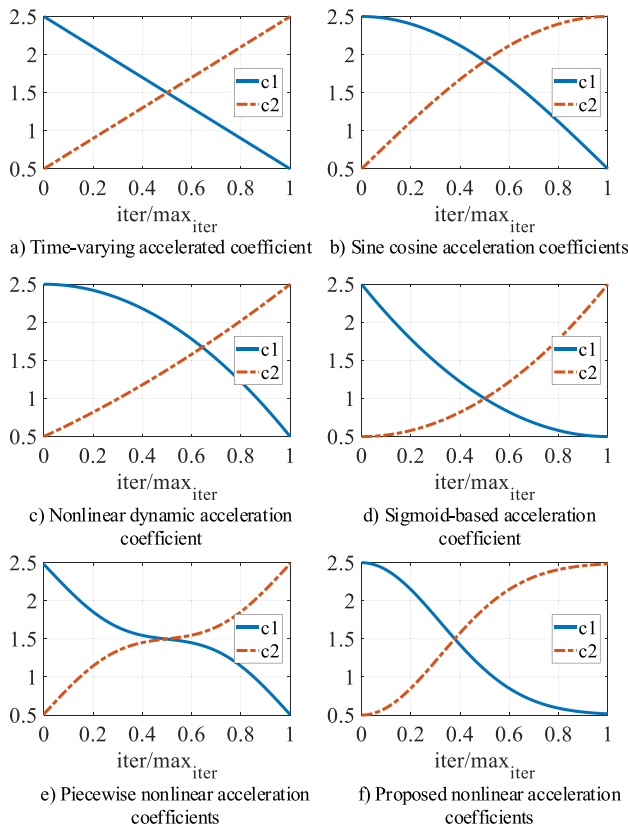 2.5
2
1.5
1
0.5
0 0.2 0.4 0.6 0.8 1
iter/max_iter
c1
c2
a) Time-varying accelerated coefficient
2.5
2
1.5
1
0.5
0 0.2 0.4 0.6 0.8 1
iter/max_iter
c1
c2
b) Sine cosine acceleration coefficients
2.5
2
1.5
1
0.5
0 0.2 0.4 0.6 0.8 1
iter/max_iter
c1
c2
c) Nonlinear dynamic acceleration
coefficient
2.5
2
1.5
1
0.5
0 0.2 0.4 0.6 0.8 1
iter/max_iter
c1
c2
d) Sigmoid-based acceleration
coefficient
2.5
2
1.5
1
0.5
0 0.2 0.4 0.6 0.8 1
iter/max_iter
c1
c2
e) Piecewise nonlinear acceleration
coefficients
2.5
2
1.5
1
0.5
0 0.2 0.4 0.6 0.8 1
iter/max_iter
c1
c2
f) Proposed nonlinear acceleration
coefficients